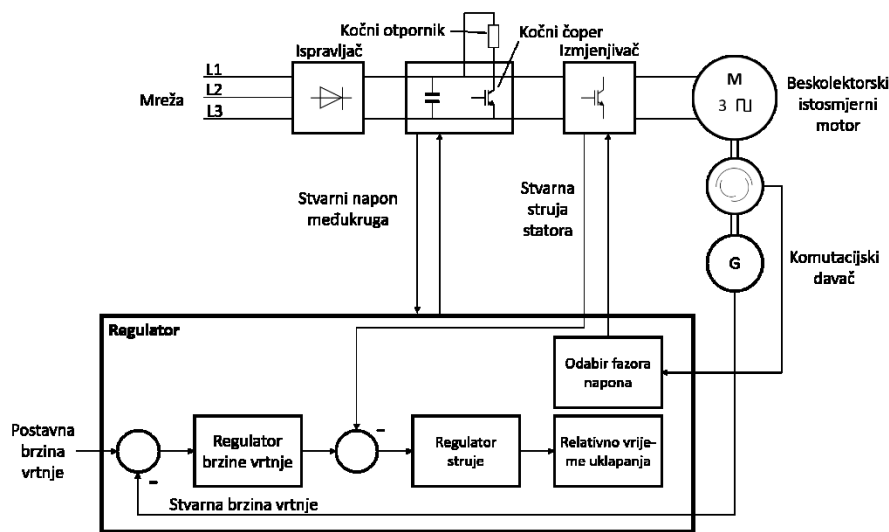 Kočni otpornik
Kočni čoper
Ispravljač
Izmjenjivač
L1
L2
L3
Mreža
M
3
Beskolektorski
istosmjerni
motor
Stvarni napon
međukruga
Stvarna
struja
statora
G
Komutacijski
davač
Regulator
Odabir fazora
napona
Postavna
brzina
vrtnje
Regulator
brzine vrtnje
Regulator
struje
Relativno vrije-
me uklapanja
-
-
Stvarna brzina vrtnje